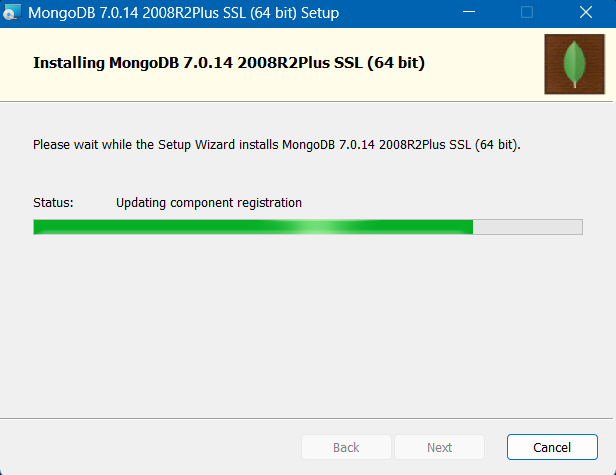 MongoDB 7.0.14 2008R2Plus SSL (64 bit) Setup
Installing MongoDB 7.0.14 2008R2Plus SSL (64 bit)
Please wait while the Setup Wizard installs MongoDB 7.0.14 2008R2Plus SSL (64 bit).
Status: Updating component registration
Back Next Cancel